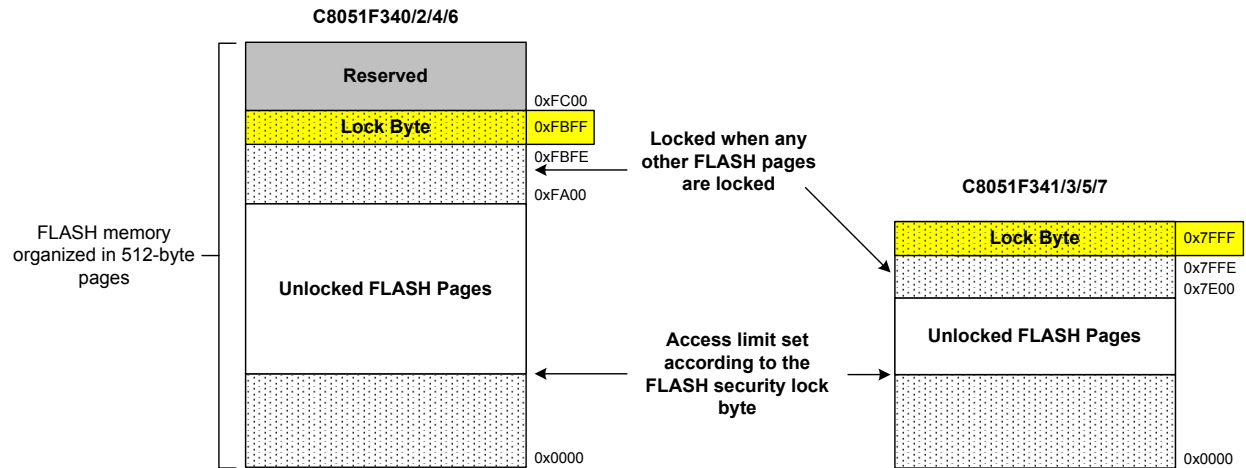 C8051F340/2/4/6
Reserved
0xFC00
Lock Byte
0xFBFF
0xFBFE
0xFA00
FLASH memory
organized in 512-byte
pages
Unlocked FLASH Pages
0x0000
Locked when any
other FLASH pages
are locked
Access limit set
according to the
FLASH security lock
byte
C8051F341/3/5/7
Lock Byte
0x7FFF
0x7FFE
0x7E00
Unlocked FLASH Pages
0x0000